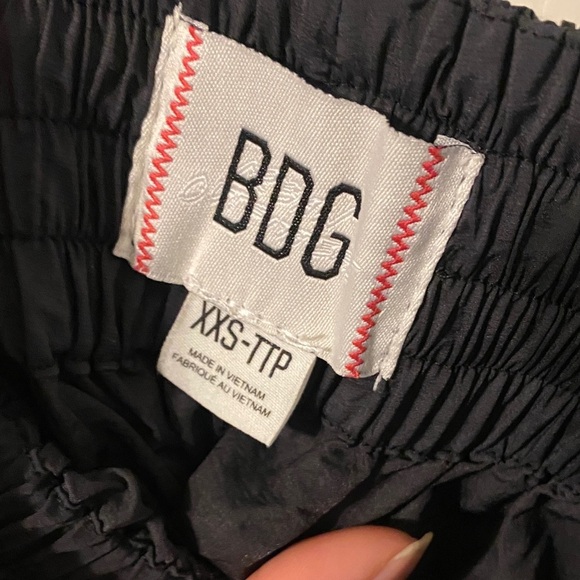 BDG
XXS-TTP
MADE IN VIETNAM
FABRIQUÉ AU VIETNAM